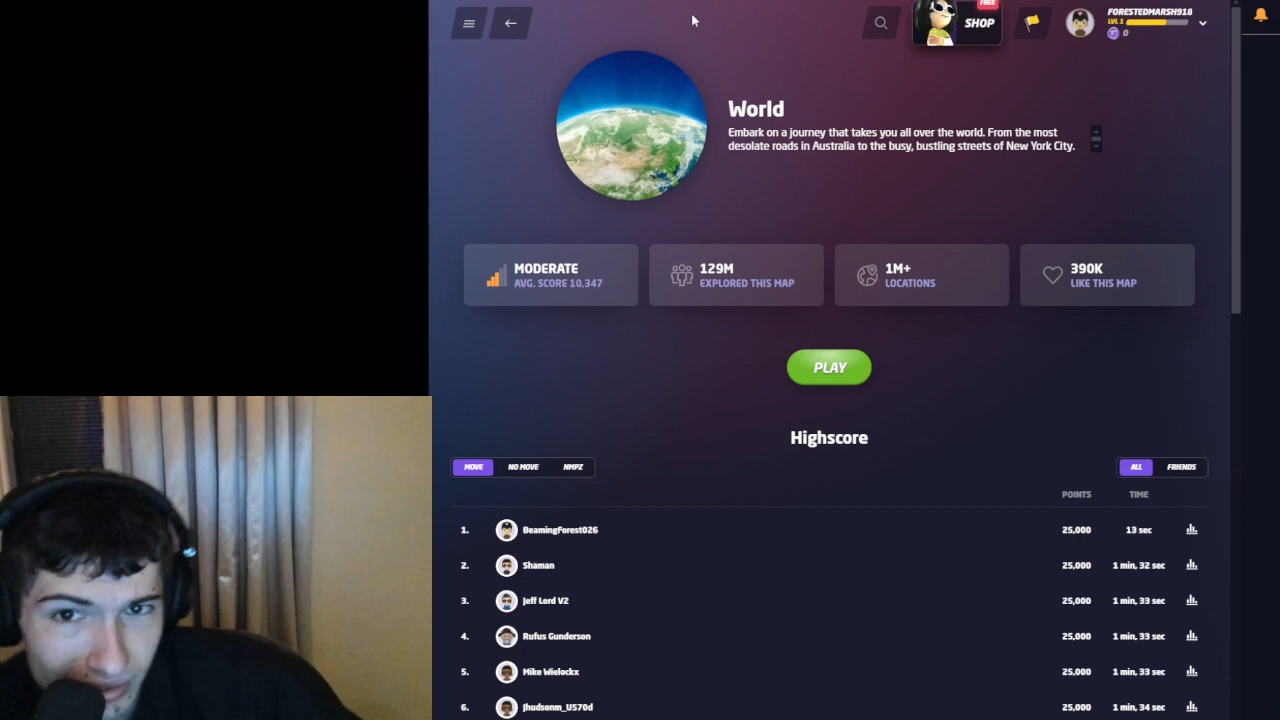 FREE
SHOP
FORESTEDMARSH918
LVL 1
0
World
Embark on a journey that takes you all over the world. From the most
desolate roads in Australia to the busy, bustling streets of New York City.
MODERATE
AVG. SCORE 10,347
129M
EXPLORED THIS MAP
1M+
LOCATIONS
390K
LIKE THIS MAP
PLAY
Highscore
MOVE NO MOVE NMPZ
ALL FRIENDS
POINTS TIME
1. BeamingForest026 25,000 13 sec
2. Shaman 25,000 1 min, 32 sec
3. Jeff Lord V2 25,000 1 min, 33 sec
4. Rufus Gunderson 25,000 1 min, 33 sec
5. Mike Wielockx 25,000 1 min, 33 sec
6. Jhudsonm_U570d 25,000 1 min, 34 sec